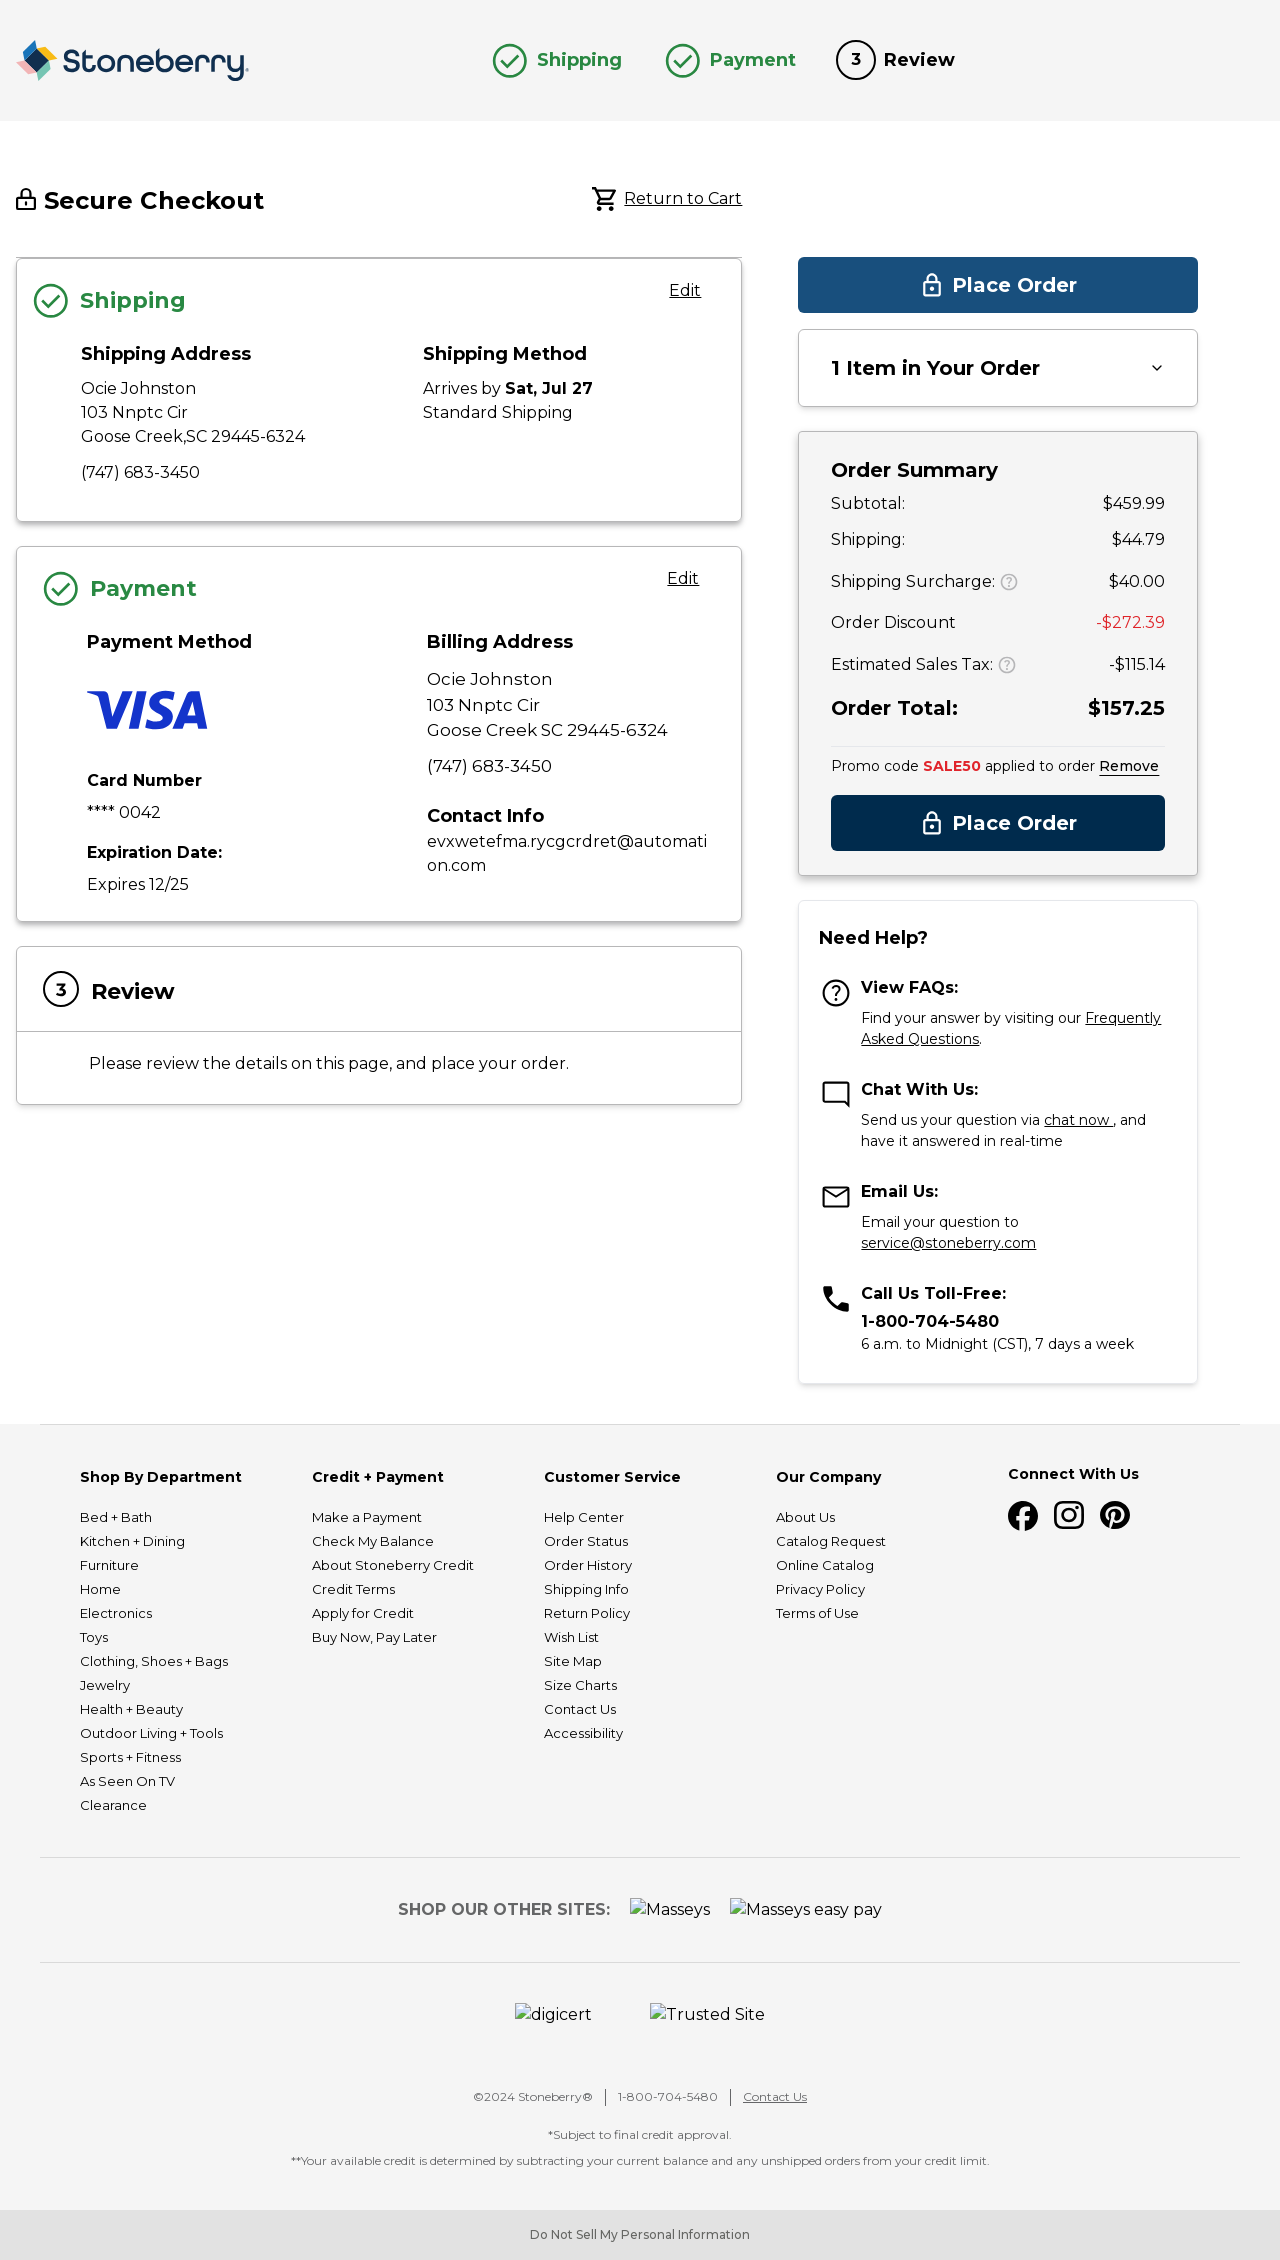 Stoneberry®
Shipping
Payment
3 Review
Secure Checkout
Return to Cart
Shipping
Edit
Shipping Address
Ocie Johnston
103 Nnptc Cir
Goose Creek,SC 29445-6324
(747) 683-3450
Shipping Method
Arrives by Sat, Jul 27
Standard Shipping
Payment
Edit
Payment Method
VISA
Card Number
**** 0042
Expiration Date:
Expires 12/25
Billing Address
Ocie Johnston
103 Nnptc Cir
Goose Creek SC 29445-6324
(747) 683-3450
Contact Info
evxwetefma.rycgcrdret@automati
on.com
3 Review
Please review the details on this page, and place your order.
Place Order
1 Item in Your Order
Order Summary
Subtotal: $459.99
Shipping: $44.79
Shipping Surcharge: ? $40.00
Order Discount -$272.39
Estimated Sales Tax: ? -$115.14
Order Total: $157.25
Promo code SALE50 applied to order Remove
Place Order
Need Help?
View FAQs:
Find your answer by visiting our Frequently
Asked Questions.
Chat With Us:
Send us your question via chat now , and
have it answered in real-time
Email Us:
Email your question to
service@stoneberry.com
Call Us Toll-Free:
1-800-704-5480
6 a.m. to Midnight (CST), 7 days a week
Shop By Department
Bed + Bath
Kitchen + Dining
Furniture
Home
Electronics
Toys
Clothing, Shoes + Bags
Jewelry
Health + Beauty
Outdoor Living + Tools
Sports + Fitness
As Seen On TV
Clearance
Credit + Payment
Make a Payment
Check My Balance
About Stoneberry Credit
Credit Terms
Apply for Credit
Buy Now, Pay Later
Customer Service
Help Center
Order Status
Order History
Shipping Info
Return Policy
Wish List
Site Map
Size Charts
Contact Us
Accessibility
Our Company
About Us
Catalog Request
Online Catalog
Privacy Policy
Terms of Use
Connect With Us
SHOP OUR OTHER SITES: Masseys Masseys easy pay
digicert Trusted Site
©2024 Stoneberry® | 1-800-704-5480 | Contact Us
*Subject to final credit approval.
**Your available credit is determined by subtracting your current balance and any unshipped orders from your credit limit.
Do Not Sell My Personal Information